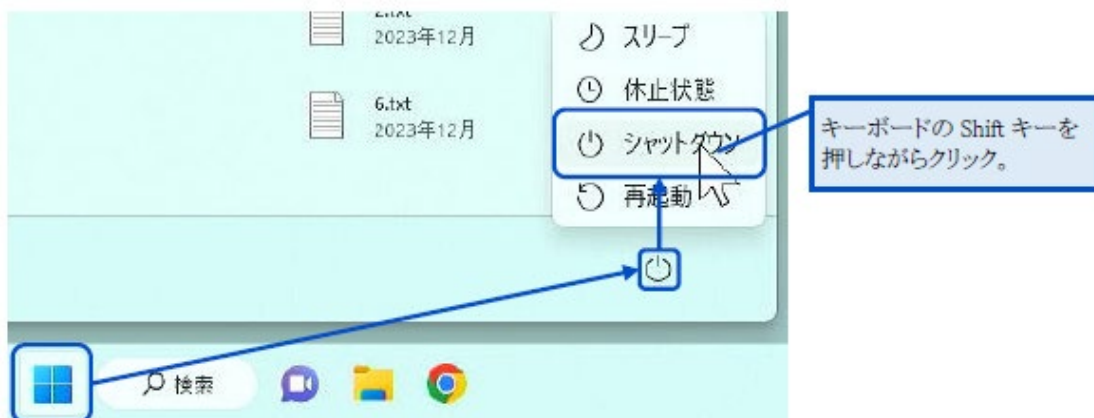 2023年12月
6.txt
2023年12月
スリープ
休止状態
シャットダウン
再起動
キーボードの Shift キーを
押しながらクリック。
検索